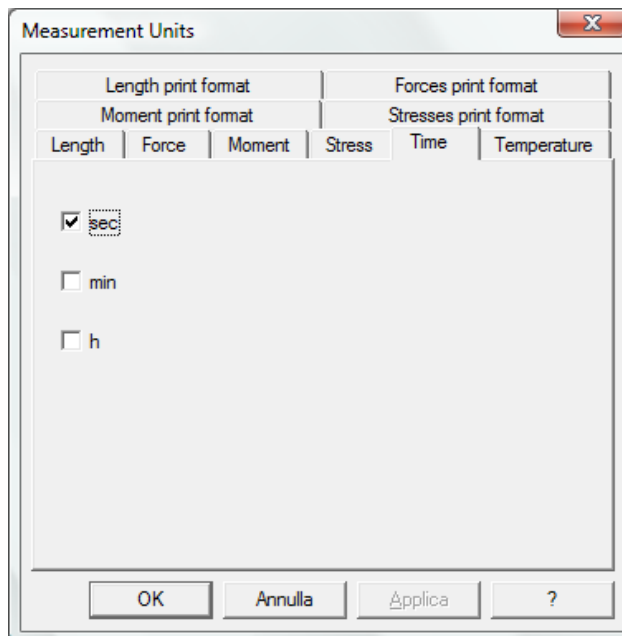 Measurement Units
Length print format Forces print format
Moment print format Stresses print format
Length Force Moment Stress Time Temperature
sec
min
h
OK Annulla Applica ?